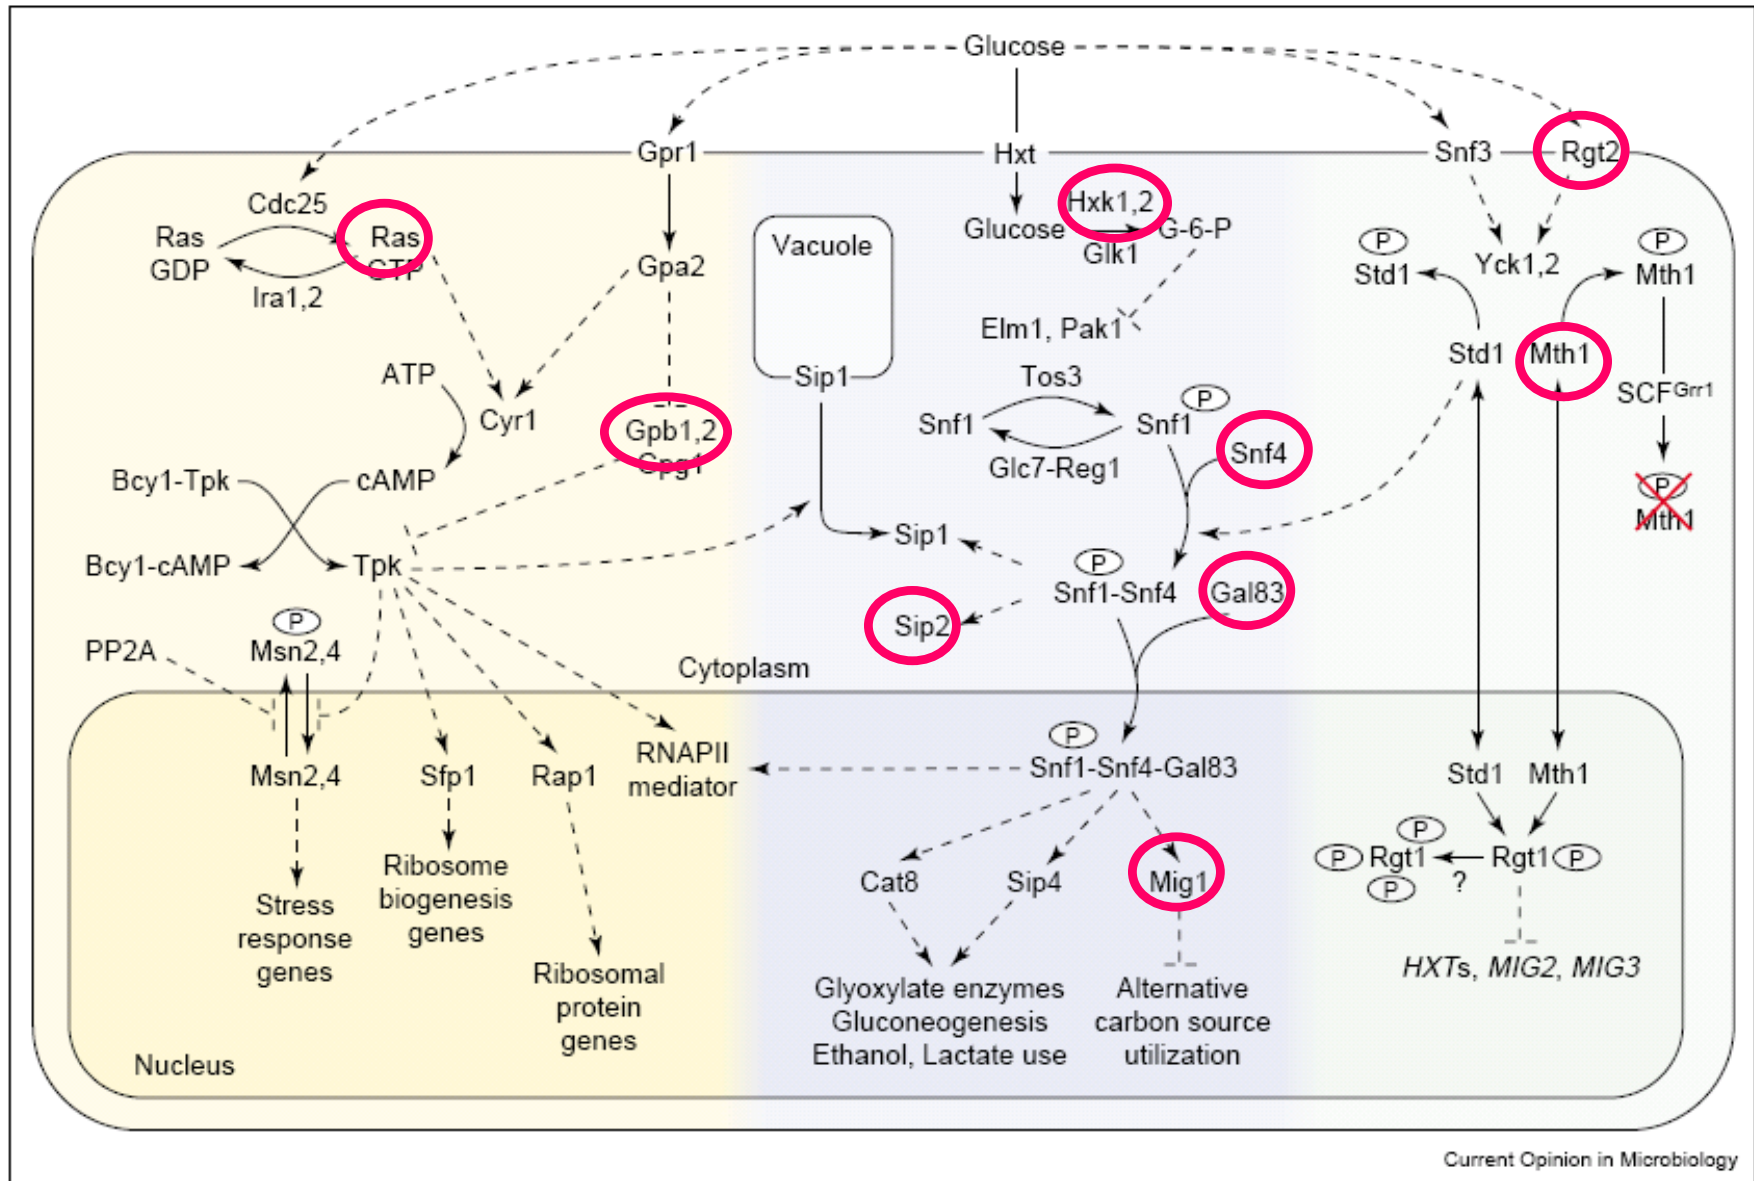 Glucose
Gpr1
Hxt
Snf3
Rgt2
Cdc25
Ras
GDP
Ras
GTP
Ira1,2
Gpa2
Vacuole
Hxk1,2
Glucose
G-6-P
Glk1
P
Std1
Yck1,2
P
Mth1
Elm1, Pak1
ATP
Cyr1
Sip1
Tos3
Snf1
P
Snf1
Glc7-Reg1
Snf4
Std1
Mth1
SCFGrr1
P
Mth1
Gpb1,2
Gpg1
Bcy1-Tpk
cAMP
Bcy1-cAMP
Tpk
Sip1
P
Snf1-Snf4
Gal83
Sip2
P
Msn2,4
PP2A
Cytoplasm
Msn2,4
Sfp1
Rap1
RNAPII
mediator
P
Snf1-Snf4-Gal83
Std1
Mth1
P
P
Rgt1
P
Rgt1
P
?
Cat8
Sip4
Mig1
Stress
response
genes
Ribosome
biogenesis
genes
Ribosomal
protein
genes
Glyoxylate enzymes
Gluconeogenesis
Ethanol, Lactate use
Alternative
carbon source
utilization
HXTs, MIG2, MIG3
Nucleus
Current Opinion in Microbiology